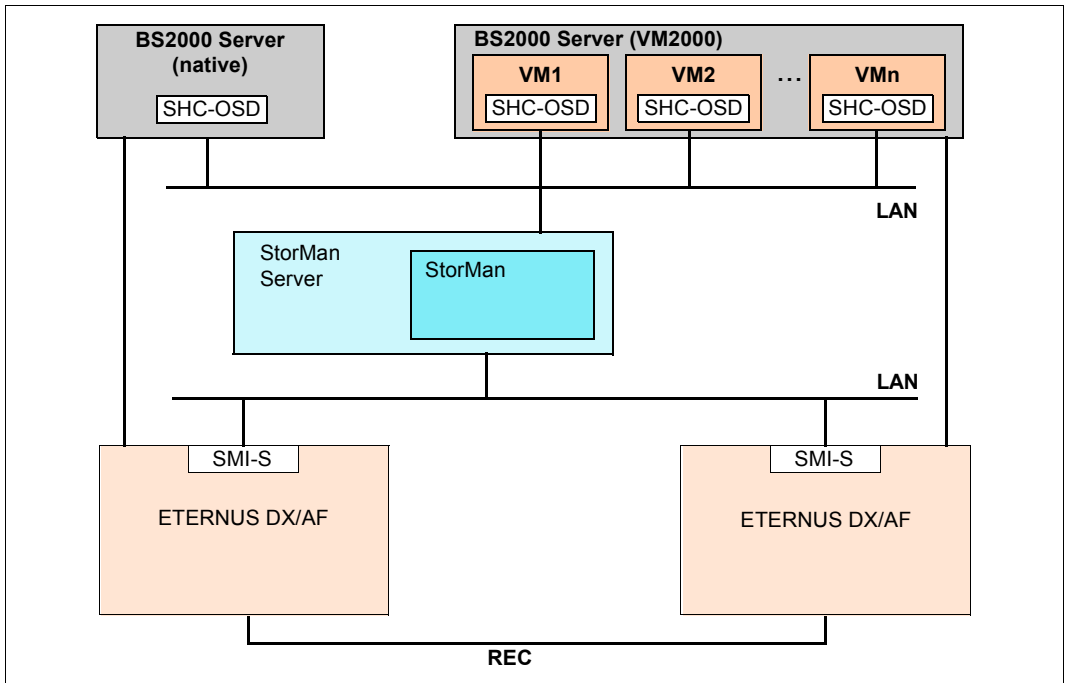 BS2000 Server
(native)
SHC-OSD
BS2000 Server (VM2000)
VM1
SHC-OSD
VM2
SHC-OSD
...
VMn
SHC-OSD
LAN
StorMan
Server
StorMan
LAN
SMI-S
ETERNUS DX/AF
SMI-S
ETERNUS DX/AF
REC